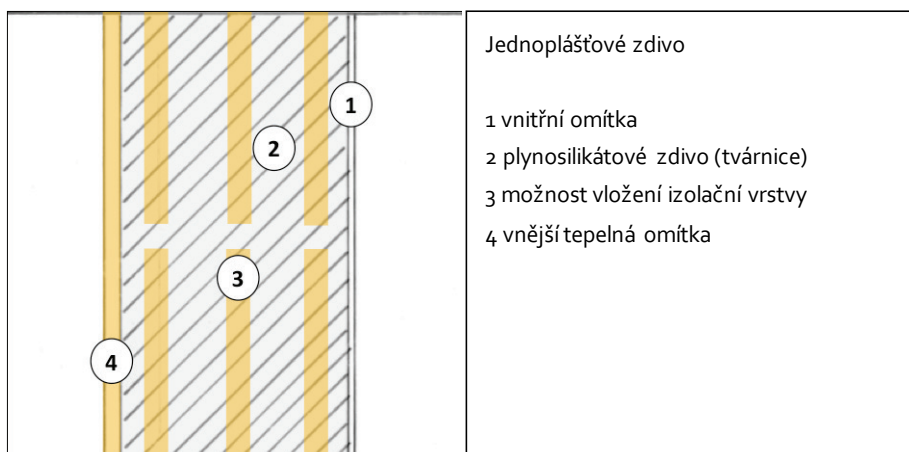 1
2
3
4
Jednoplášťové zdivo
1 vnitřní omítka
2 plynosilikátové zdivo (tvárnice)
3 možnost vložení izolační vrstvy
4 vnější tepelná omítka